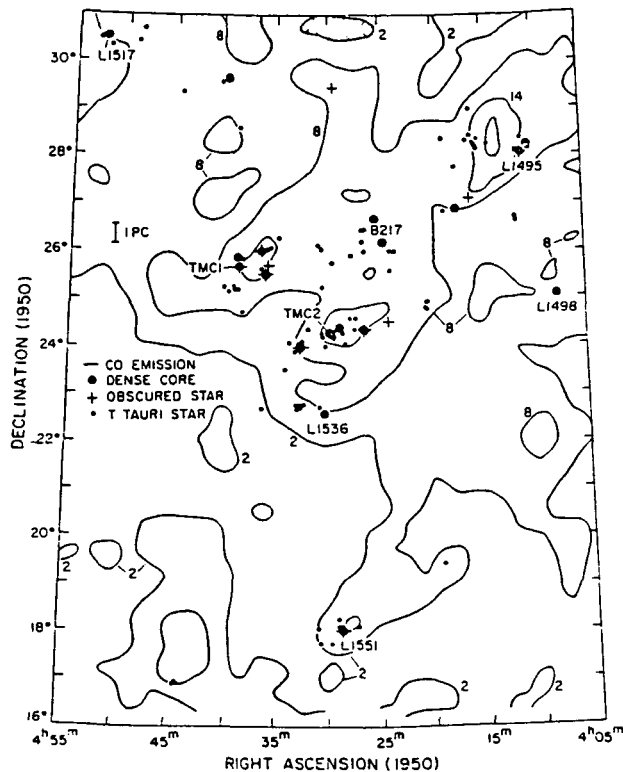 30°
28°
26°
24°
22°
20°
18°
16°
DECLINATION (1950)
L1517
8
2
8
14
8
L1495
1 PC
B217
TMC1
8
L1498
8
TMC2
— CO EMISSION
● DENSE CORE
+ OBSCURED STAR
• T TAURI STAR
2
L1536
8
2
2
2
L1551
2
2
2
4h55m
45m
35m
25m
15m
4h05m
RIGHT ASCENSION (1950)